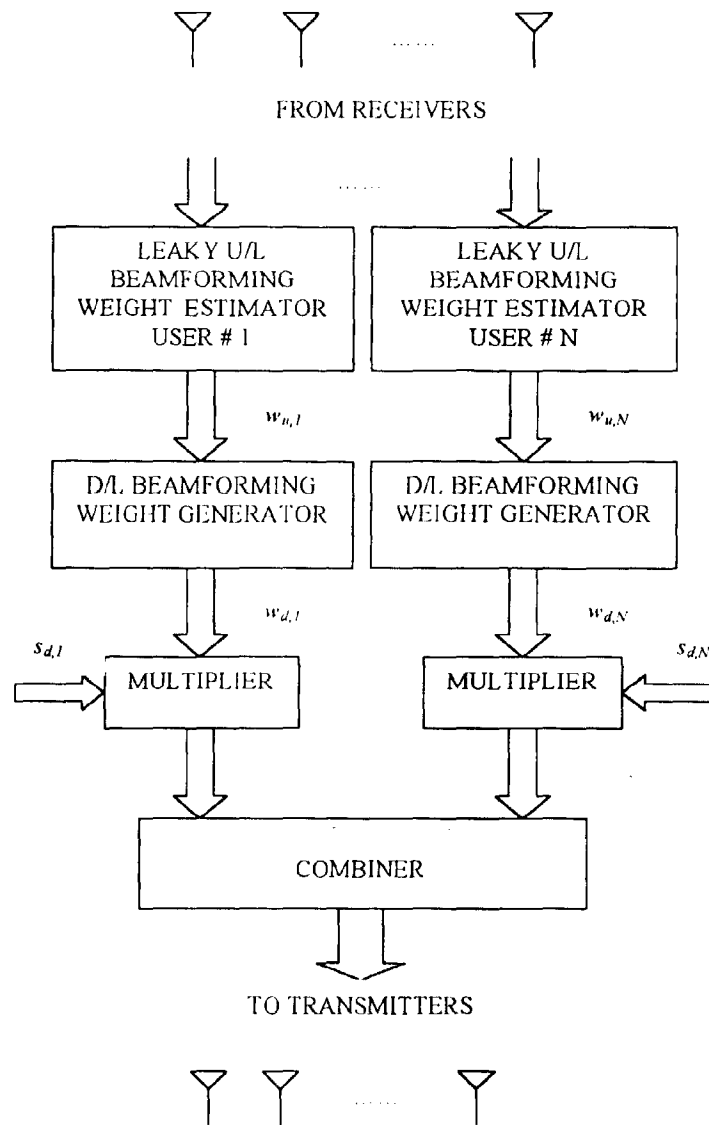 ......
FROM RECEIVERS
......
LEAKY U/L
BEAMFORMING
WEIGHT ESTIMATOR
USER # 1
LEAKY U/L
BEAMFORMING
WEIGHT ESTIMATOR
USER # N
w_{u,1}
w_{u,N}
D/L BEAMFORMING
WEIGHT GENERATOR
D/L BEAMFORMING
WEIGHT GENERATOR
w_{d,1}
w_{d,N}
s_{d,1}
s_{d,N}
MULTIPLIER
MULTIPLIER
COMBINER
TO TRANSMITTERS
......